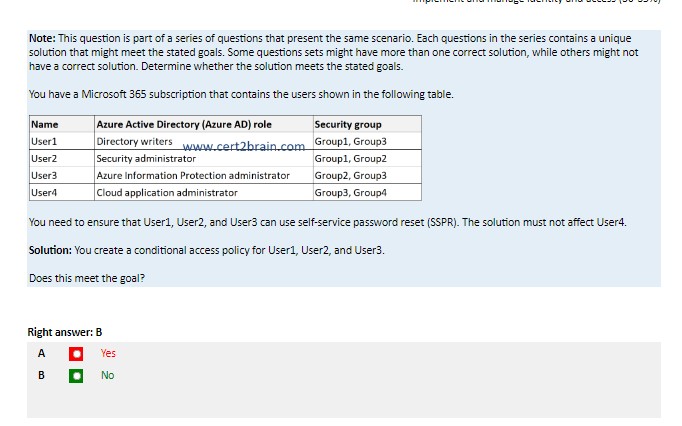 Note: This question is part of a series of questions that present the same scenario. Each questions in the series contains a unique
solution that might meet the stated goals. Some questions sets might have more than one correct solution, while others might not
have a correct solution. Determine whether the solution meets the stated goals.
You have a Microsoft 365 subscription that contains the users shown in the following table.
Name Azure Active Directory (Azure AD) role Security group
User1 Directory writers Group1, Group3
www.cert2brain.com
User2 Security administrator Group1, Group2
User3 Azure Information Protection administrator Group2, Group3
User4 Cloud application administrator Group3, Group4
You need to ensure that User1, User2, and User3 can use self-service password reset (SSPR). The solution must not affect User4.
Solution: You create a conditional access policy for User1, User2, and User3.
Does this meet the goal?
Right answer: B
A Yes
B No